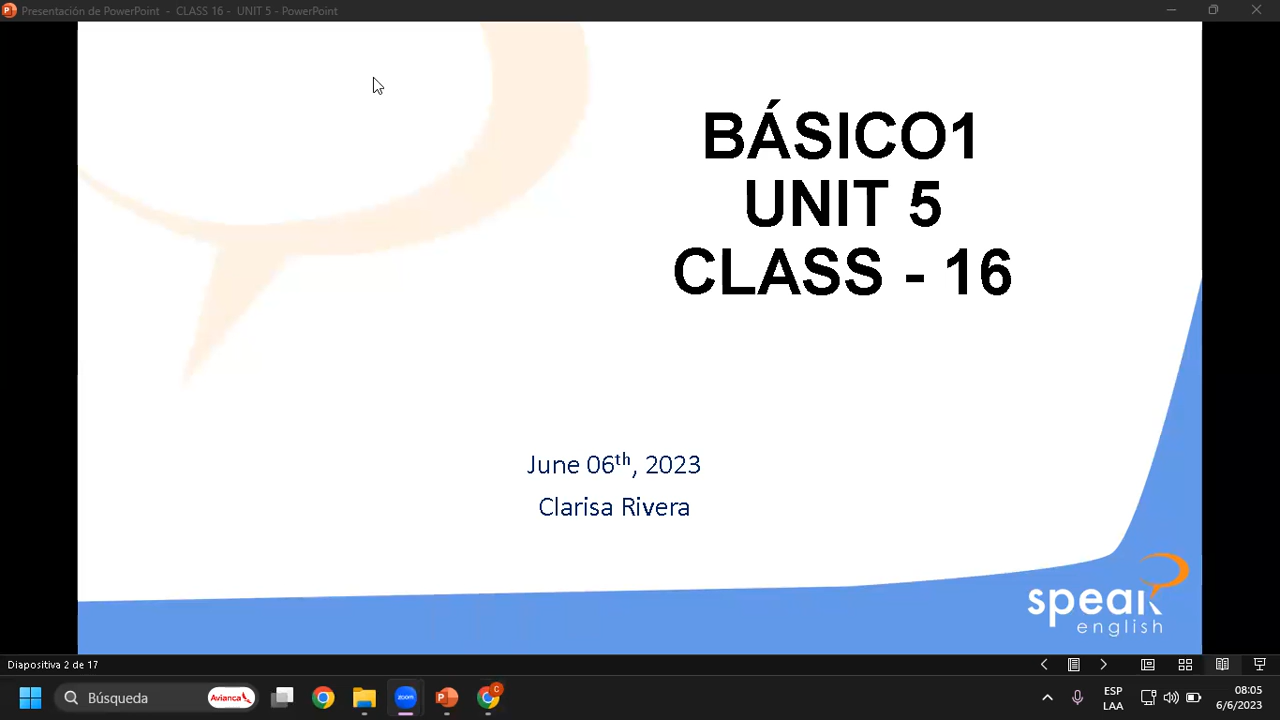 Presentación de PowerPoint - CLASS 16 - UNIT 5 - PowerPoint
BÁSICO1
UNIT 5
CLASS - 16
June 06th, 2023
Clarisa Rivera
speak
english
Diapositiva 2 de 17
Búsqueda
Avianca
zoom
C
ESP
LAA
08:05
6/6/2023